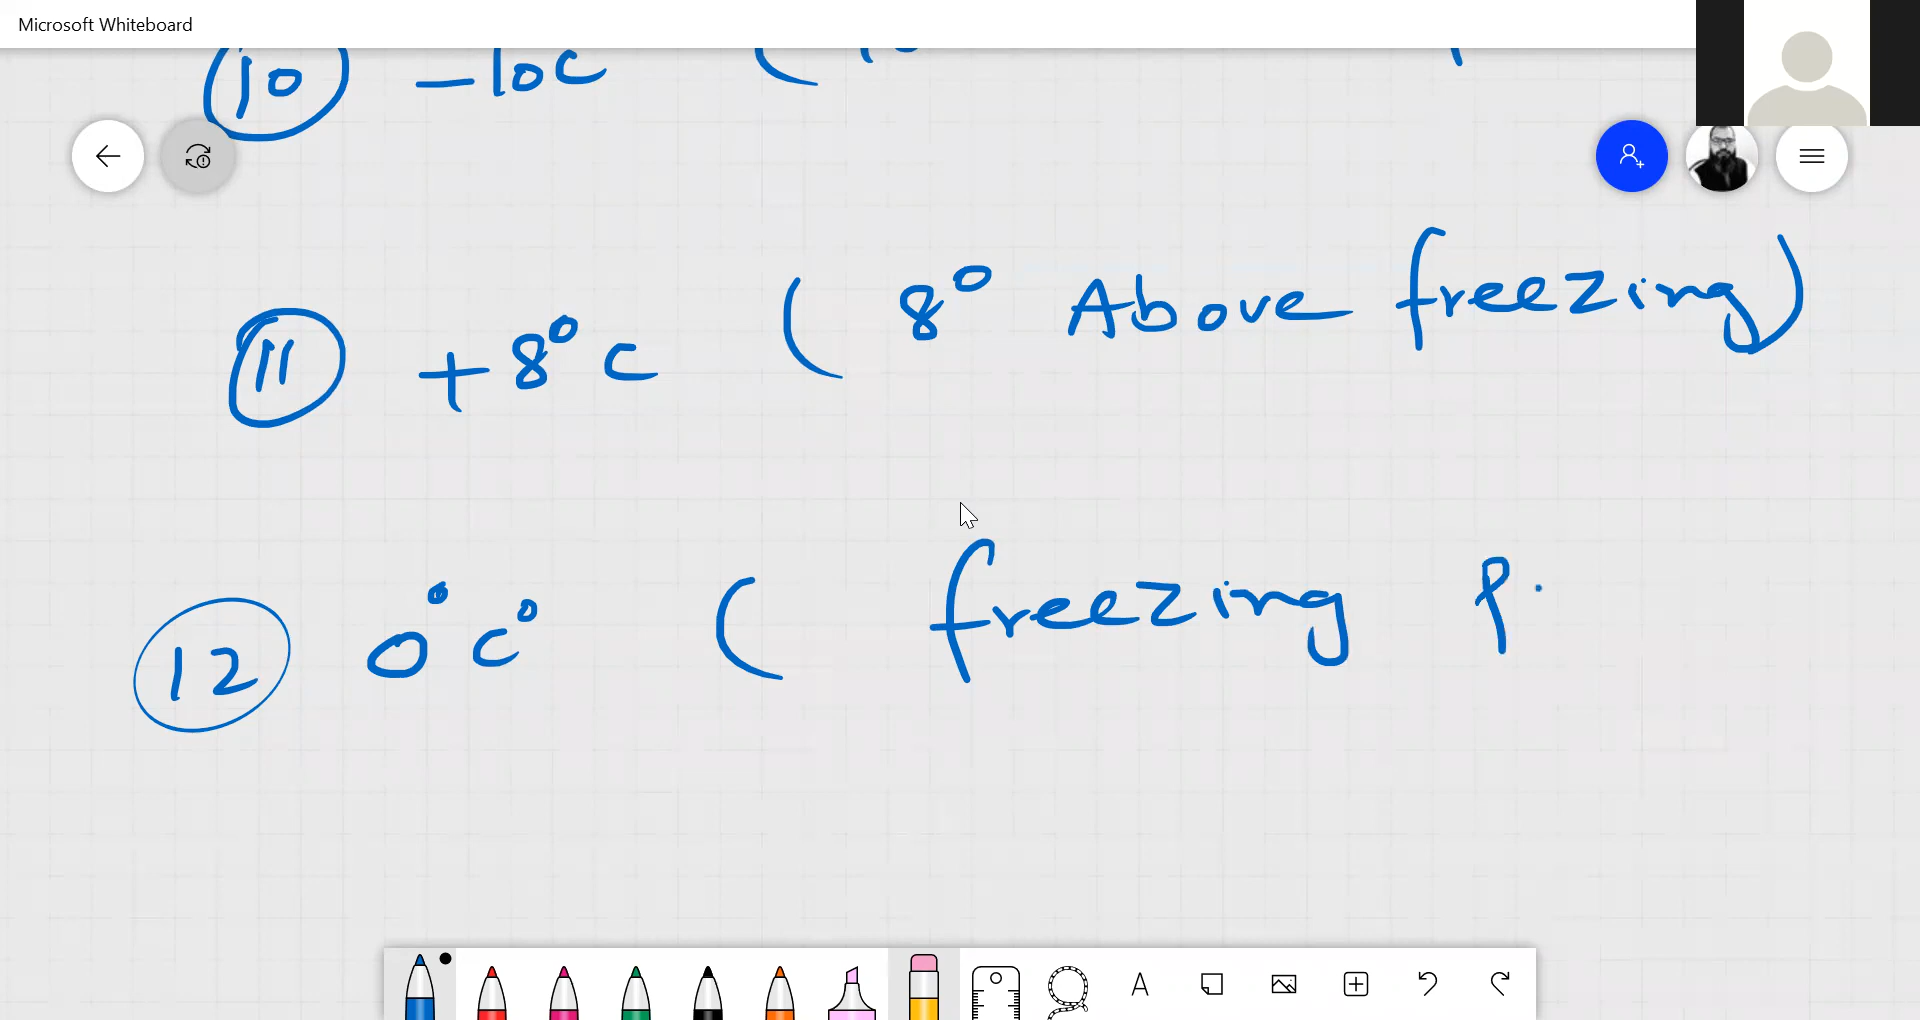 Microsoft Whiteboard
10 -10C (
11 +8°C ( 8° Above freezing)
12 0°C° ( freezing P